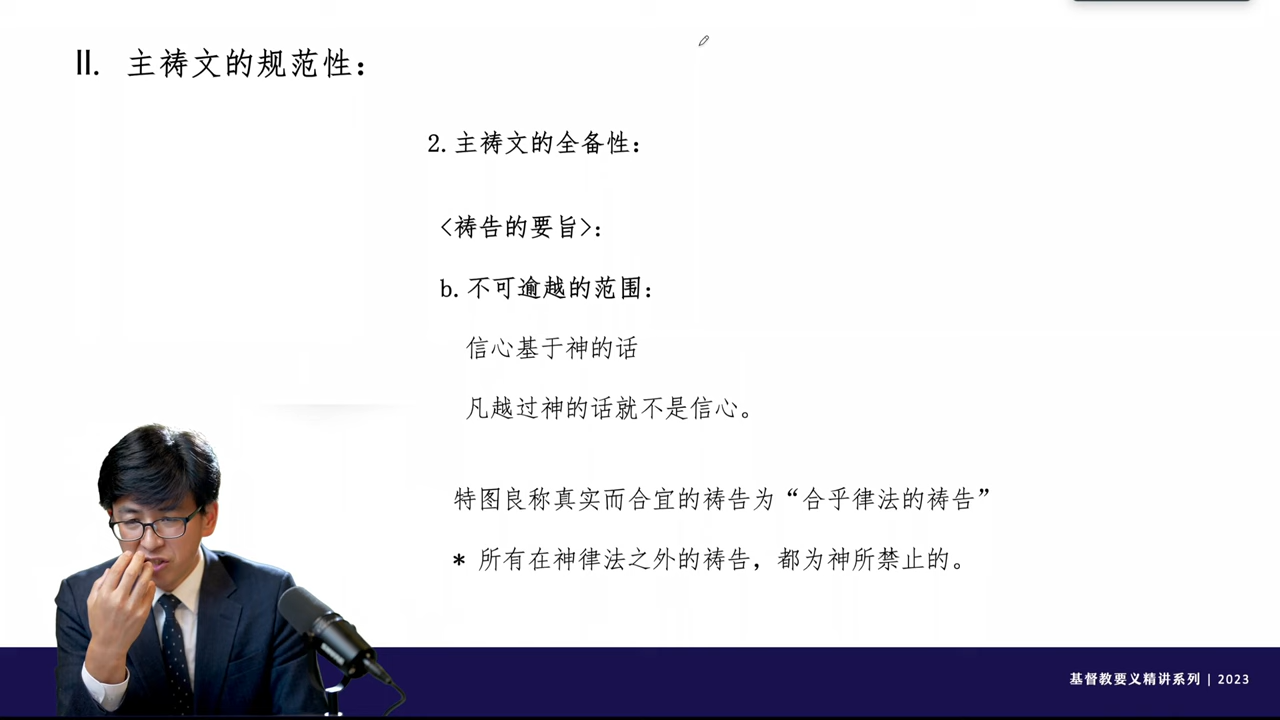 II. 主祷文的规范性：
2.主祷文的全备性：
<祷告的要旨>：
b.不可逾越的范围：
信心基于神的话
凡越过神的话就不是信心。
特图良称真实而合宜的祷告为“合乎律法的祷告”
* 所有在神律法之外的祷告，都为神所禁止的。
基督教要义精讲系列 | 2023